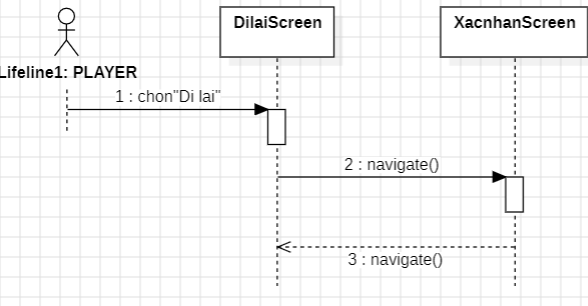 DilaiScreen
XacnhanScreen
Lifeline1: PLAYER
1 : chon"Di lai"
2 : navigate()
3 : navigate()